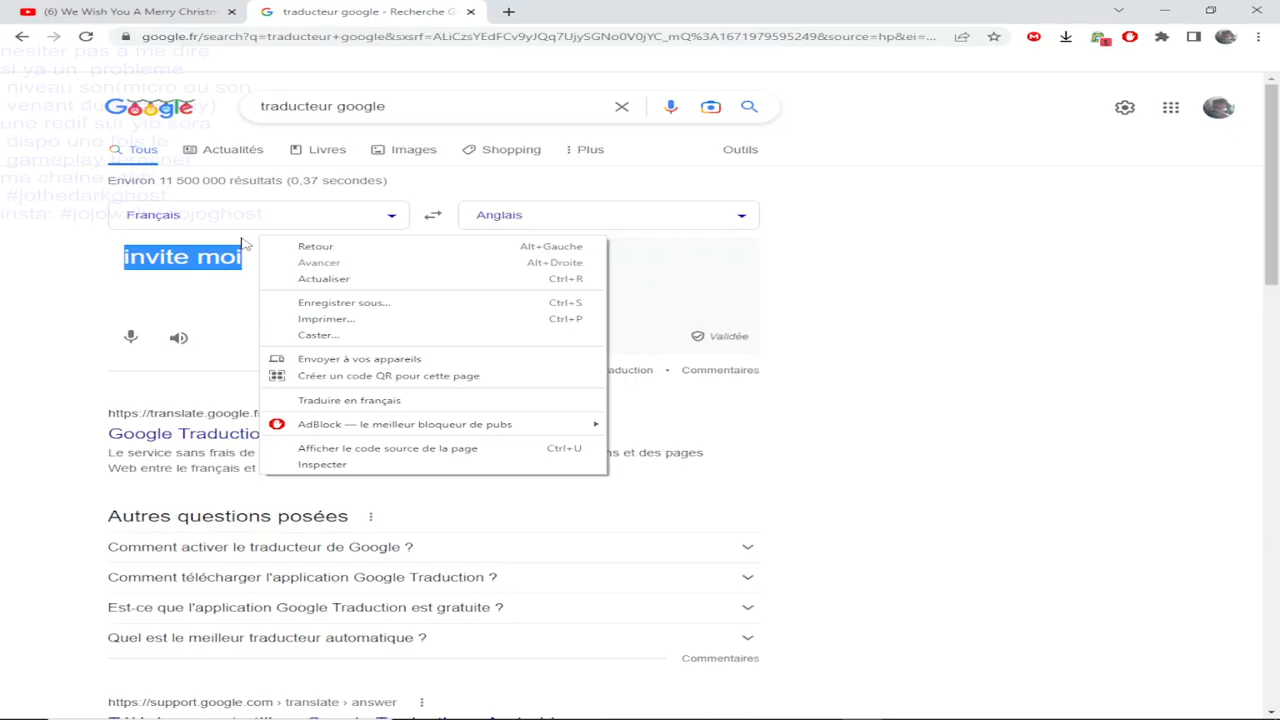 (6) We Wish You A Merry Christm
traducteur google - Recherche G
google.fr/search?q=traducteur+google&sxsrf=ALiCzsYEdFCv9yJQq7UjySGNo0V0jYC_mQ%3A1671979595249&source=hp&ei=...
nesiter pas a me dire
si ya un probleme
niveau son(micro ou son
venant du
une redif sur ytb sera
dispo une fois le
gameplay terminer
ma chaine
#jothedarkghost
insta:
Google
traducteur google
Tous
Actualités
Livres
Images
Shopping
Plus
Outils
Environ 11 500 000 résultats (0,37 secondes)
Français
Anglais
invite moi
Retour Alt+Gauche
Avancer Alt+Droite
Actualiser Ctrl+R
Enregistrer sous... Ctrl+S
Imprimer... Ctrl+P
Caster...
Envoyer à vos appareils
Créer un code QR pour cette page
Traduire en français
AdBlock — le meilleur bloqueur de pubs
Afficher le code source de la page Ctrl+U
Inspecter
Validée
duction • Commentaires
https://translate.google.f
Google Traductio
Le service sans frais de
ns et des pages
Web entre le français et
Autres questions posées
Comment activer le traducteur de Google ?
Comment télécharger l'application Google Traduction ?
Est-ce que l'application Google Traduction est gratuite ?
Quel est le meilleur traducteur automatique ?
Commentaires
https://support.google.com › translate › answer